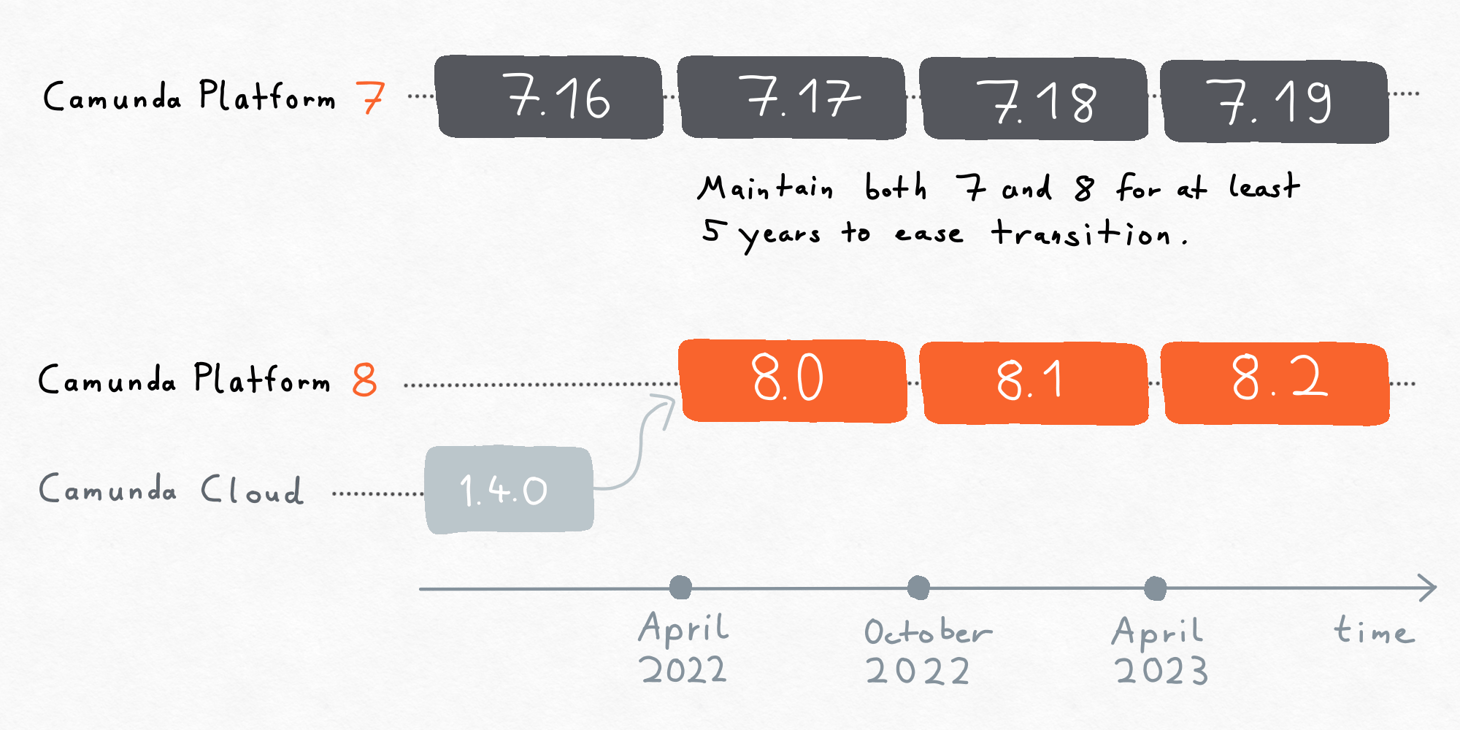 Camunda Platform 7
7.16
7.17
7.18
7.19
Maintain both 7 and 8 for at least
5 years to ease transition.
Camunda Platform 8
8.0
8.1
8.2
Camunda Cloud
1.4.0
April
2022
October
2022
April
2023
time